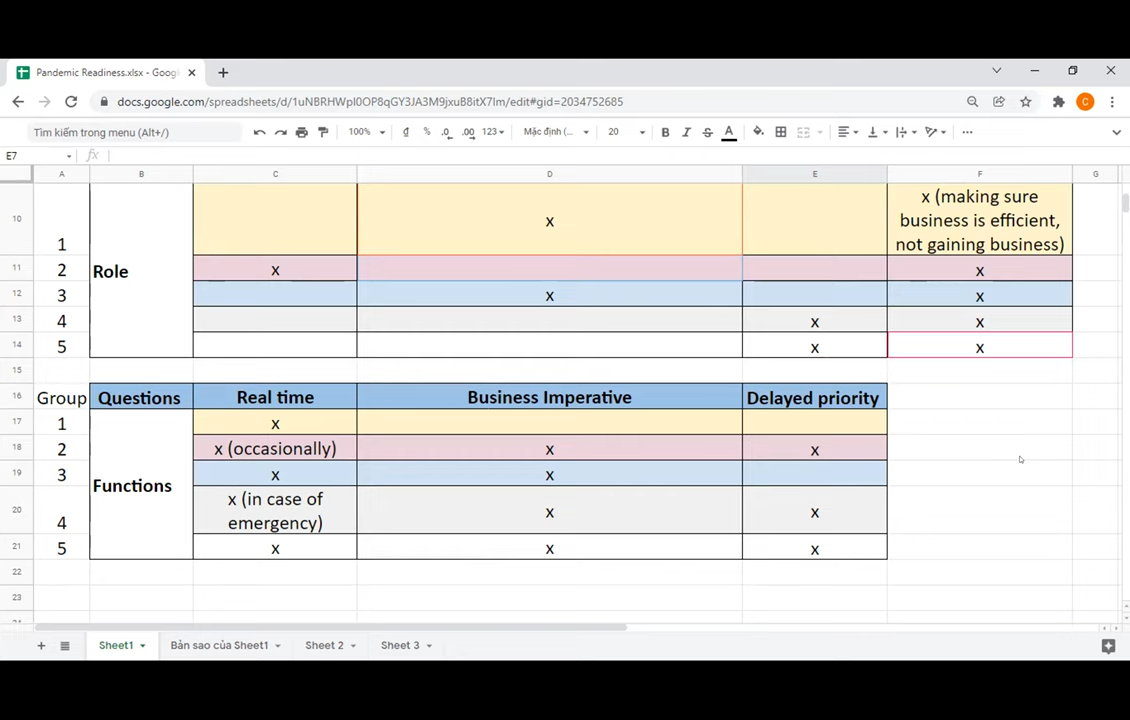 Pandemic Readiness.xlsx - Goog
docs.google.com/spreadsheets/d/1uNBRHWpI0OP8qGY3JA3M9jxuB8itX7Im/edit#gid=2034752685
Tìm kiếm trong menu (Alt+/)
100%
₫
%
.0
.00
123
Mặc định (...
20
B
I
S
A
E7
fx
A B C D E F G
10
1
x
x (making sure
business is efficient,
not gaining business)
Role
11 2 x x
12 3 x x
13 4 x x
14 5 x x
15
16 Group Questions Real time Business Imperative Delayed priority
17 1 x
18 2 x (occasionally) x x
19 3 x x
Functions
20 4 x (in case of
emergency) x x
21 5 x x x
22
23
Sheet1 Bản sao của Sheet1 Sheet 2 Sheet 3